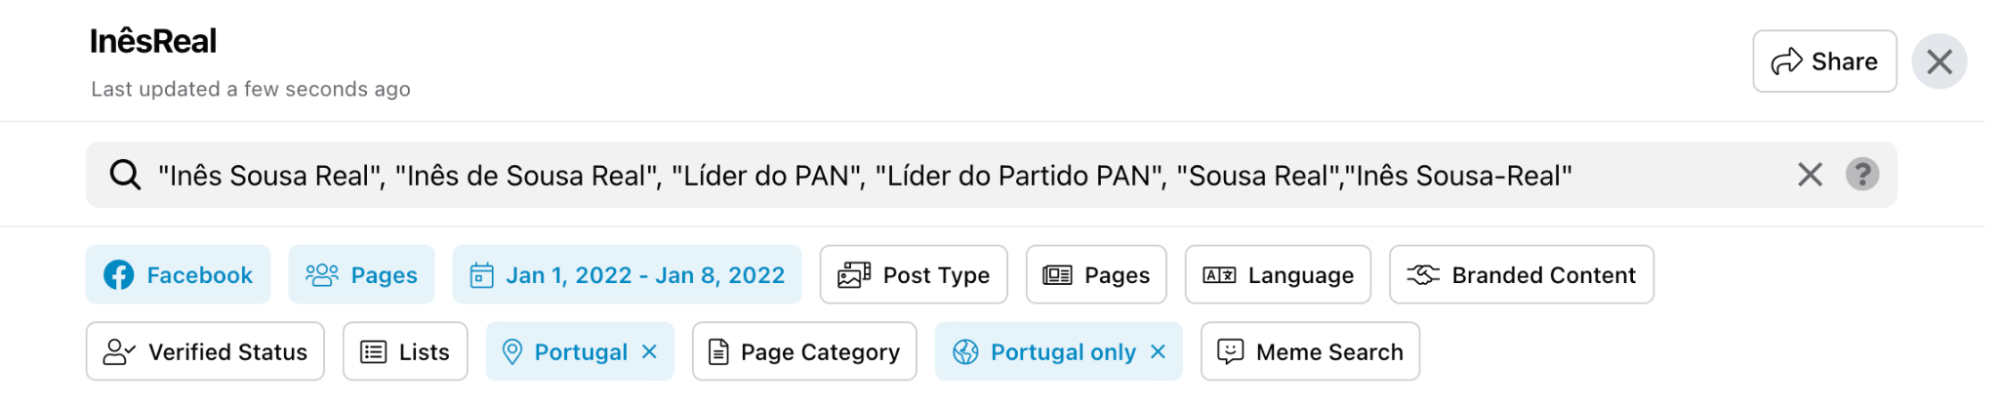 InêsReal
Share
Last updated a few seconds ago
"Inês Sousa Real", "Inês de Sousa Real", "Líder do PAN", "Líder do Partido PAN", "Sousa Real","Inês Sousa-Real"
Facebook Pages Jan 1, 2022 - Jan 8, 2022 Post Type Pages Language Branded Content
Verified Status Lists Portugal Page Category Portugal only Meme Search